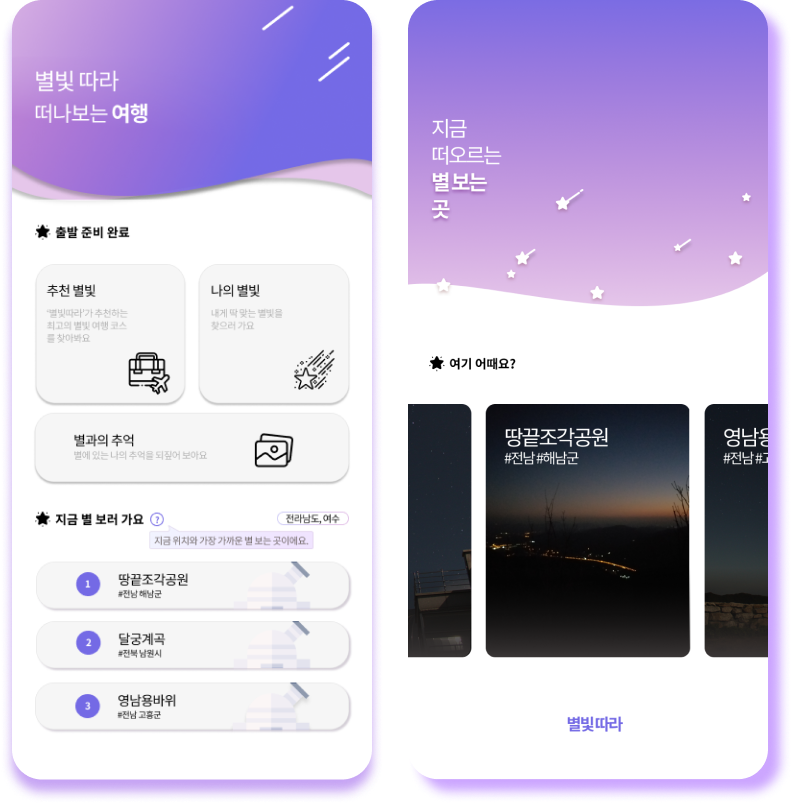 별빛 따라
떠나보는 여행
출발 준비 완료
추천 별빛
'별빛따라'가 추천하는
최고의 별빛 여행 코스
를 찾아봐요
나의 별빛
내게 딱 맞는 별빛을
찾으러 가요
별과의 추억
별에 있는 나의 추억을 되짚어 보아요
지금 별 보러 가요 ?
전라남도, 여수
지금 위치와 가장 가까운 별 보는 곳이에요.
1
땅끝조각공원
#전남 해남군
2
달궁계곡
#전북 남원시
3
영남용바위
#전남 고흥군
지금
떠오르는
별 보는
곳
여기 어때요?
땅끝조각공원
#전남 #해남군
영남
#전남
별빛따라